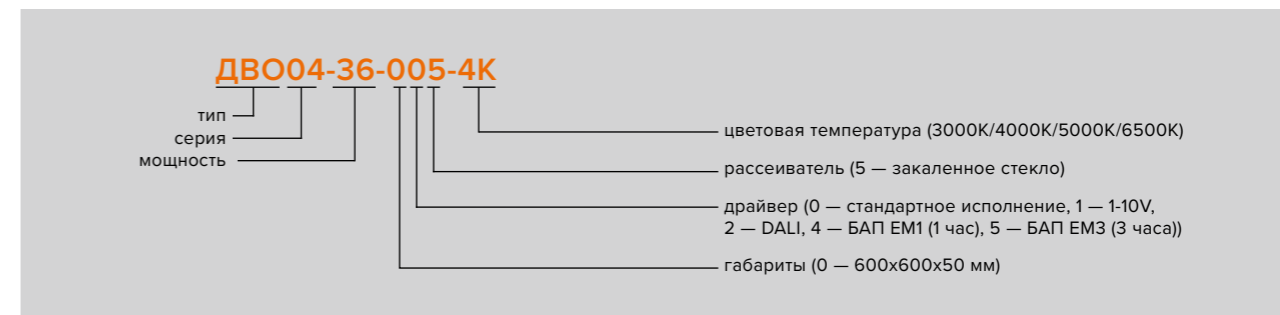 ДВО04-36-005-4К
тип
серия
мощность
цветовая температура (3000К/4000К/5000К/6500К)
рассеиватель (5 — закаленное стекло)
драйвер (0 — стандартное исполнение, 1 — 1-10V,
2 — DALI, 4 — БАП EM1 (1 час), 5 — БАП EM3 (3 часа))
габариты (0 — 600х600х50 мм)